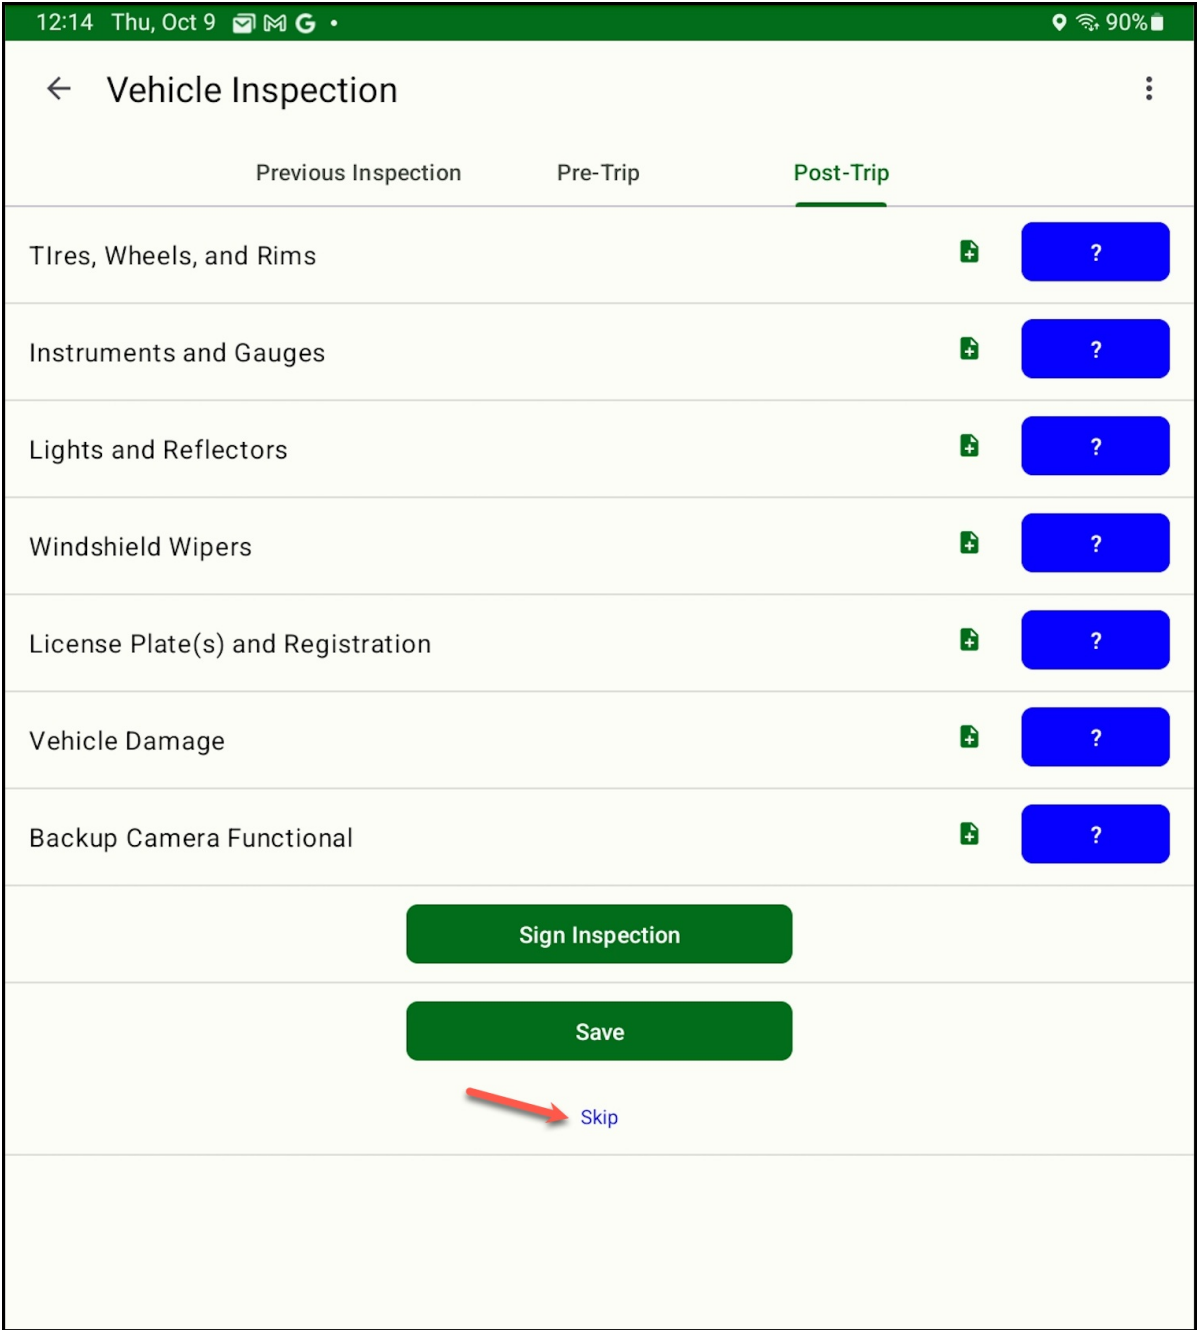 12:14 Thu, Oct 9 90%
Vehicle Inspection
Previous Inspection Pre-Trip Post-Trip
TIres, Wheels, and Rims ?
Instruments and Gauges ?
Lights and Reflectors ?
Windshield Wipers ?
License Plate(s) and Registration ?
Vehicle Damage ?
Backup Camera Functional ?
Sign Inspection
Save
Skip